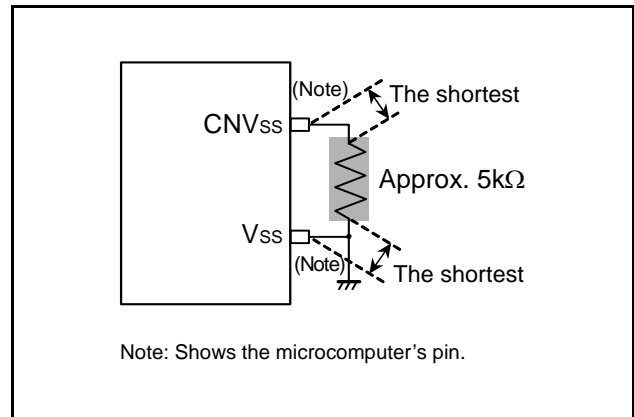 (Note)
The shortest
CNVss
Approx. 5kΩ
Vss
(Note)
The shortest
Note: Shows the microcomputer's pin.